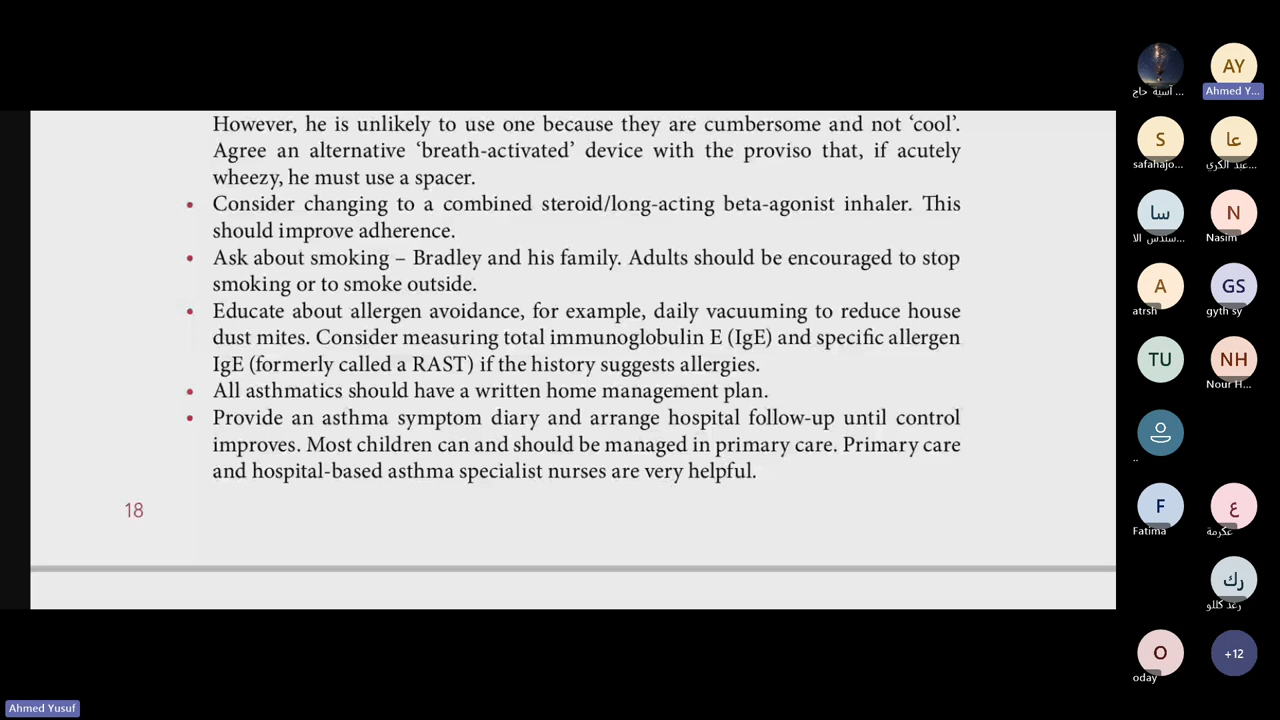 However, he is unlikely to use one because they are cumbersome and not ‘cool’.
Agree an alternative ‘breath-activated’ device with the proviso that, if acutely
wheezy, he must use a spacer.
• Consider changing to a combined steroid/long-acting beta-agonist inhaler. This
should improve adherence.
• Ask about smoking – Bradley and his family. Adults should be encouraged to stop
smoking or to smoke outside.
• Educate about allergen avoidance, for example, daily vacuuming to reduce house
dust mites. Consider measuring total immunoglobulin E (IgE) and specific allergen
IgE (formerly called a RAST) if the history suggests allergies.
• All asthmatics should have a written home management plan.
• Provide an asthma symptom diary and arrange hospital follow-up until control
improves. Most children can and should be managed in primary care. Primary care
and hospital-based asthma specialist nurses are very helpful.
18
AY
آسية حاج ...
Ahmed Y...
S
عا
safahajo...
عبد الكري...
سا
N
سندس الا...
Nasim
A
GS
atrsh
gyth sy
TU
NH
Nour H...
..
F
ع
Fatima
عكرمة
رك
رغد كللو
O
+12
oday
Ahmed Yusuf